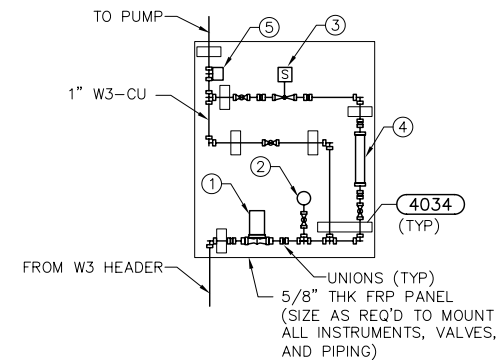 TO PUMP
5
3
S
1" W3-CU
4
2
1
4034
(TYP)
FROM W3 HEADER
UNIONS (TYP)
5/8" THK FRP PANEL
(SIZE AS REQ'D TO MOUNT
ALL INSTRUMENTS, VALVES,
AND PIPING)